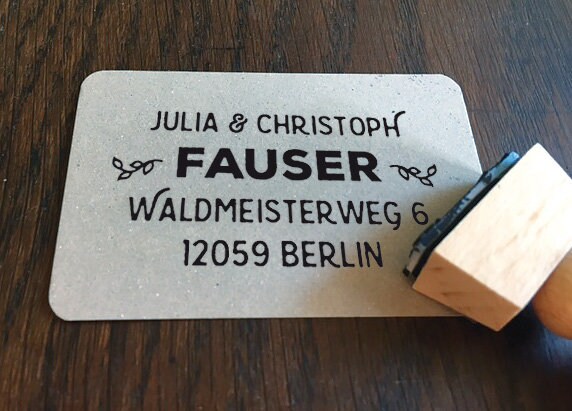 JULIA & CHRISTOPH
FAUSER
WALDMEISTERWEG 6
12059 BERLIN